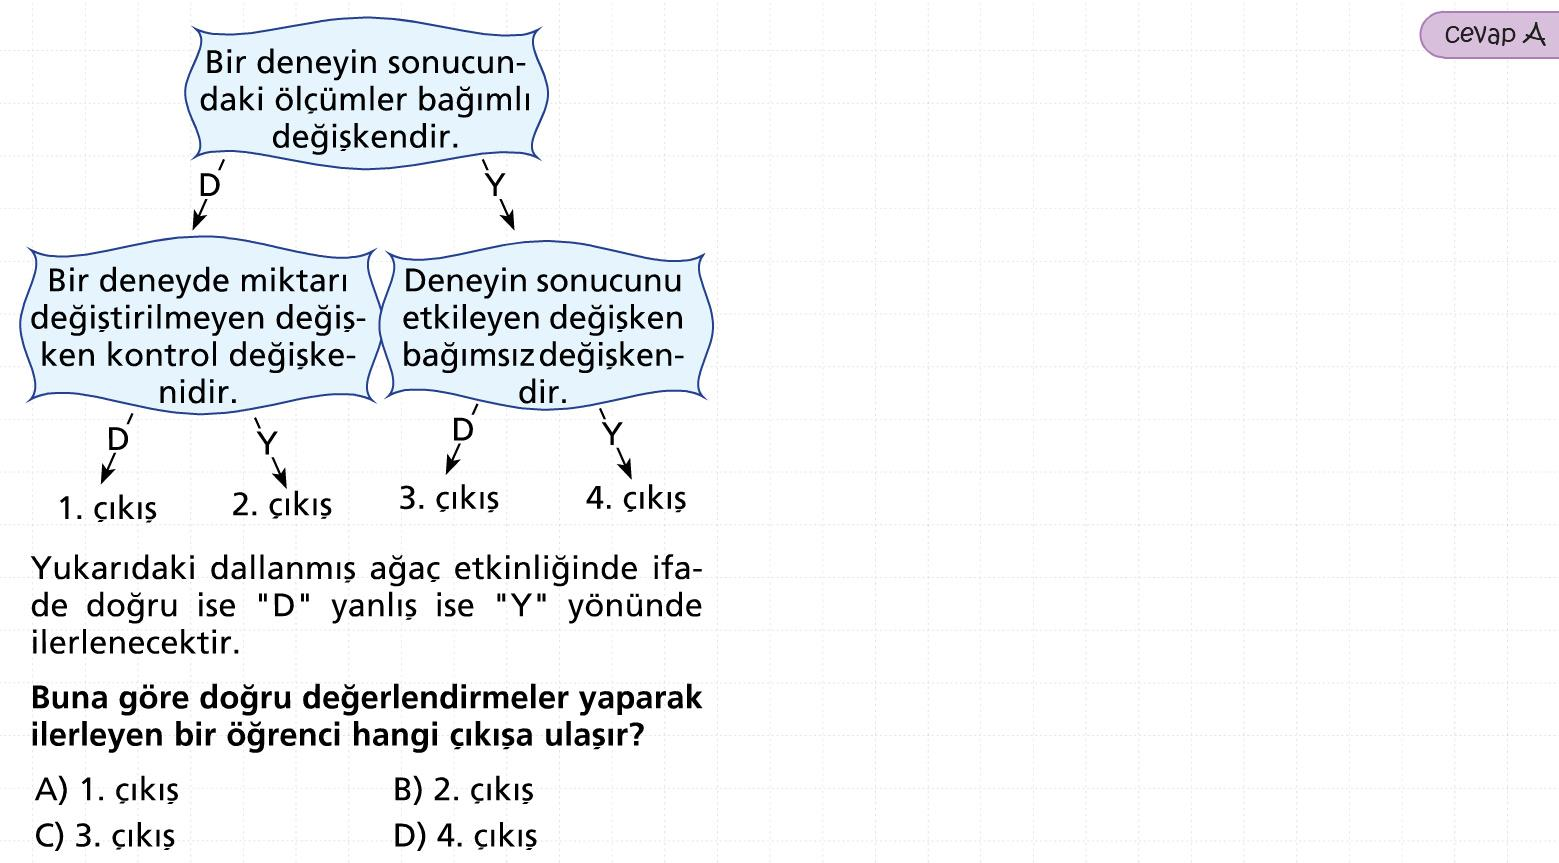 cevap A
Bir deneyin sonucun-
daki ölçümler bağımlı
değişkendir.
D
Y
Bir deneyde miktarı
değiştirilmeyen değiş-
ken kontrol değişke-
nidir.
Deneyin sonucunu
etkileyen değişken
bağımsız değişken-
dir.
D
Y
D
Y
1. çıkış
2. çıkış
3. çıkış
4. çıkış
Yukarıdaki dallanmış ağaç etkinliğinde ifa-
de doğru ise "D" yanlış ise "Y" yönünde
ilerlenecektir.
Buna göre doğru değerlendirmeler yaparak
ilerleyen bir öğrenci hangi çıkışa ulaşır?
A) 1. çıkış
B) 2. çıkış
C) 3. çıkış
D) 4. çıkış